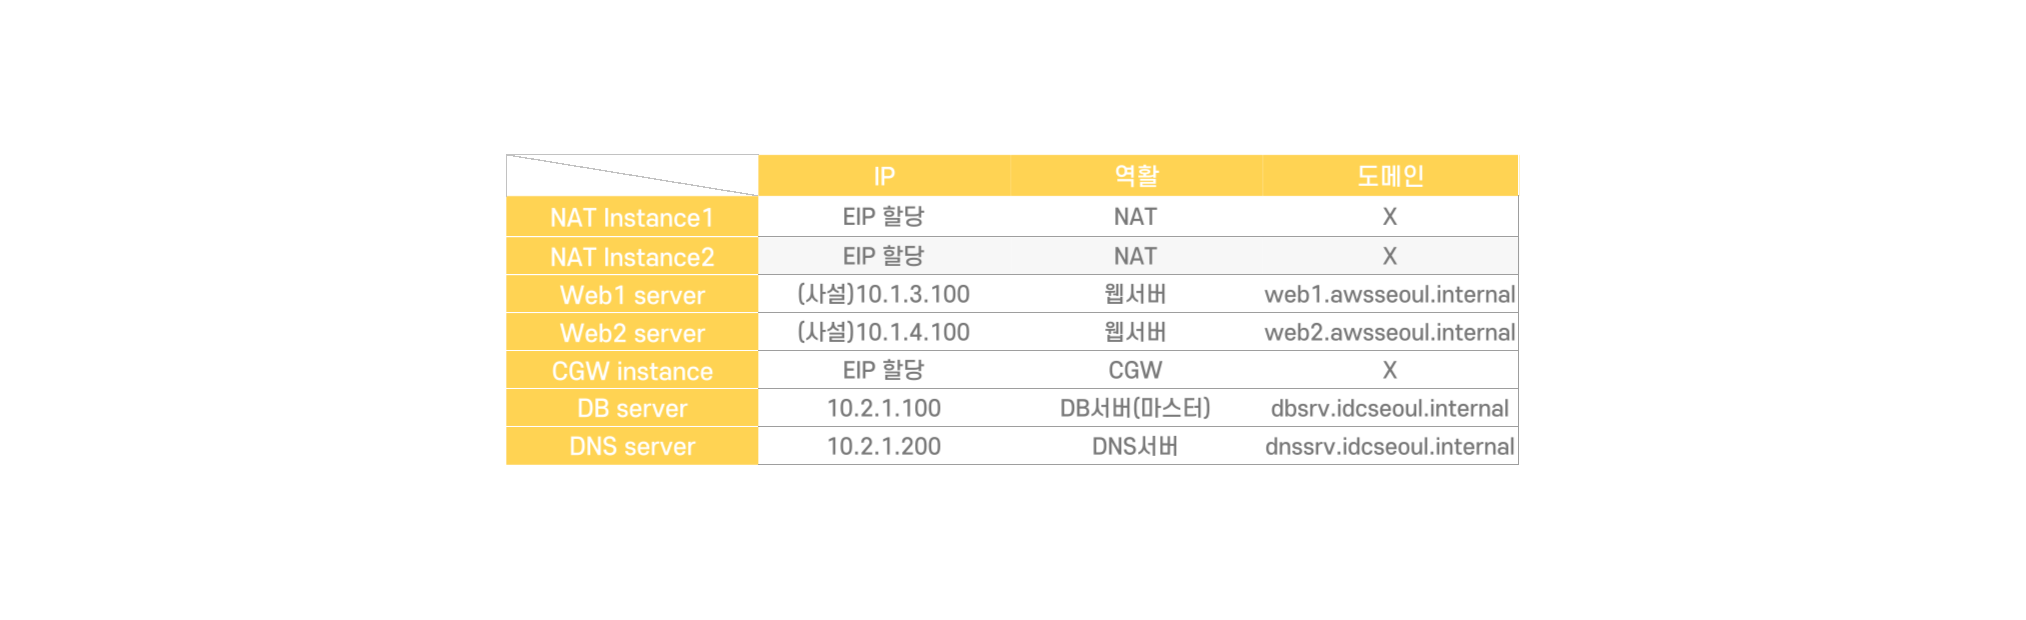 IP 역활 도메인
NAT Instance1 EIP 할당 NAT X
NAT Instance2 EIP 할당 NAT X
Web1 server (사설)10.1.3.100 웹서버 web1.awsseoul.internal
Web2 server (사설)10.1.4.100 웹서버 web2.awsseoul.internal
CGW instance EIP 할당 CGW X
DB server 10.2.1.100 DB서버(마스터) dbsrv.idcseoul.internal
DNS server 10.2.1.200 DNS서버 dnssrv.idcseoul.internal